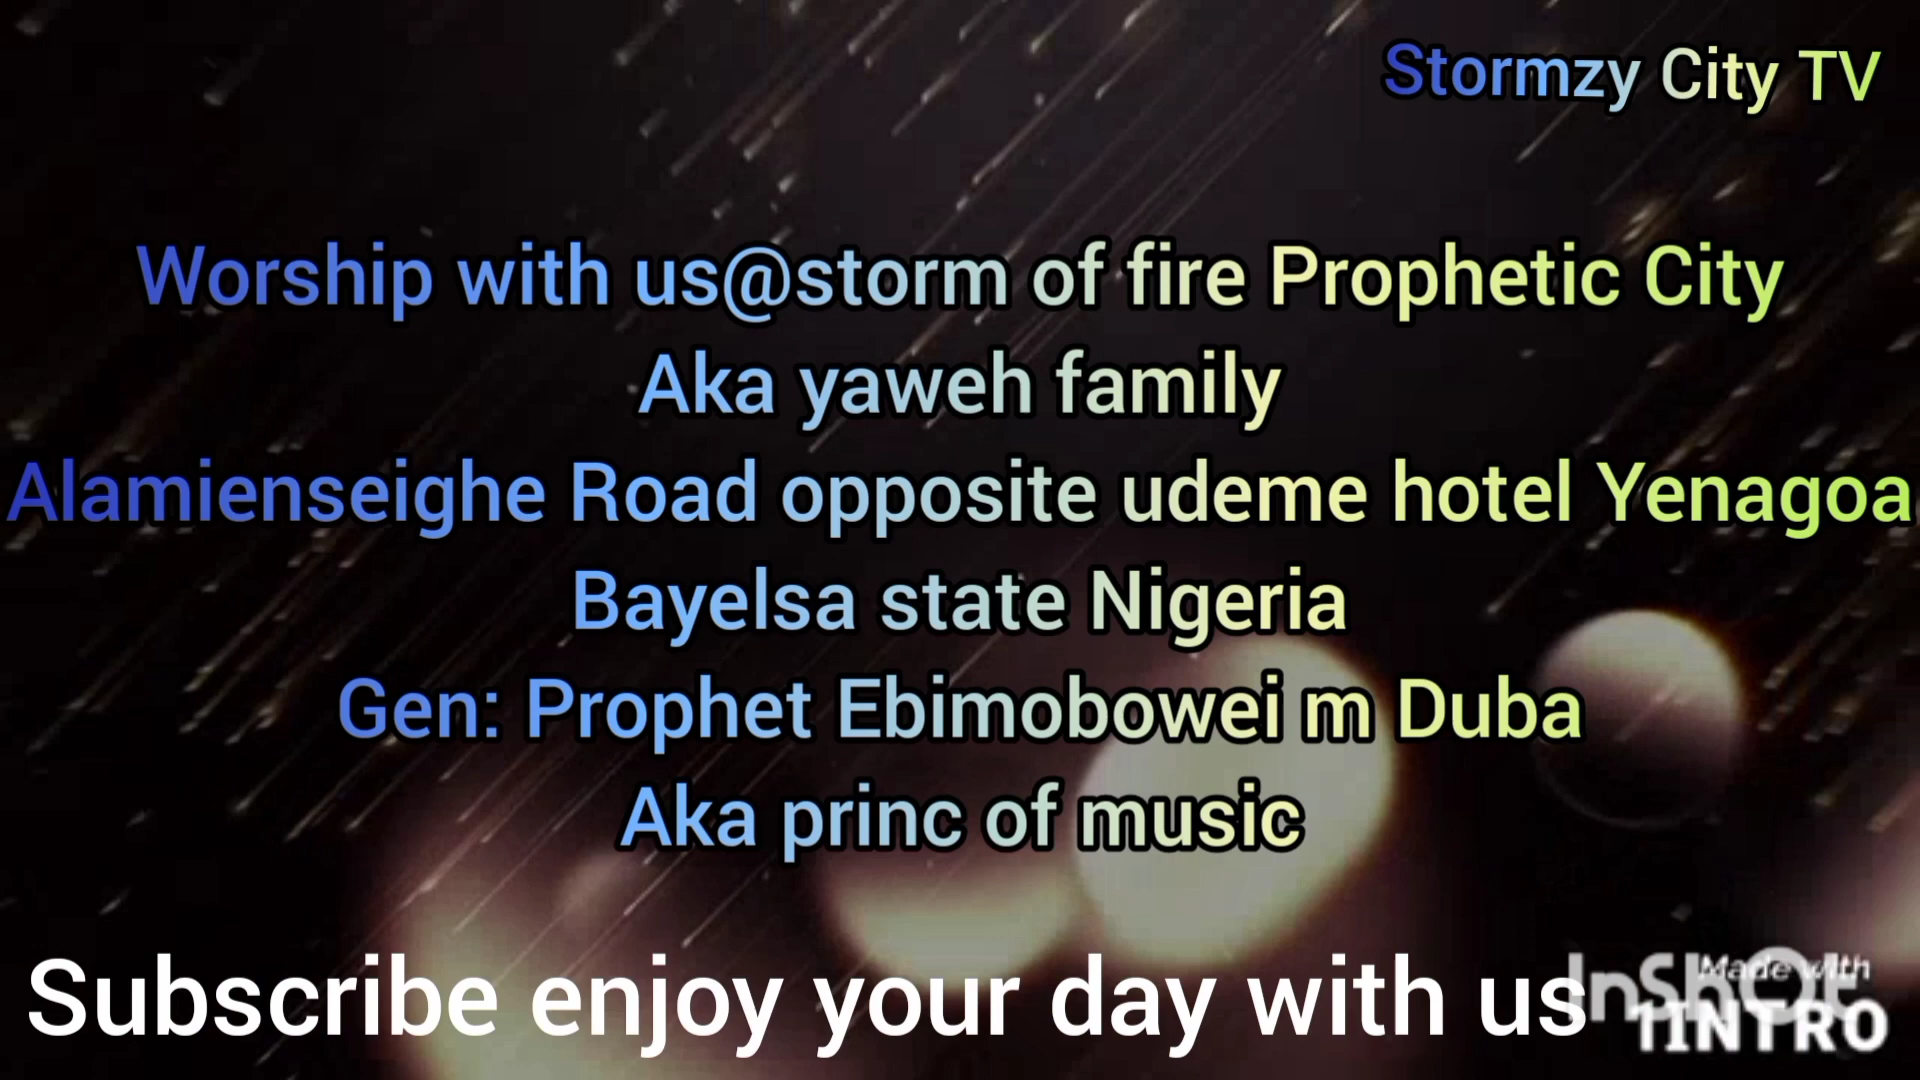 Stormzy City TV
Worship with us@storm of fire Prophetic City
Aka yaweh family
Alamienseighe Road opposite udeme hotel Yenagoa
Bayelsa state Nigeria
Gen: Prophet Ebimobowei m Duba
Aka princ of music
Subscribe enjoy your day with us
InShOt
Made with
1INTRO